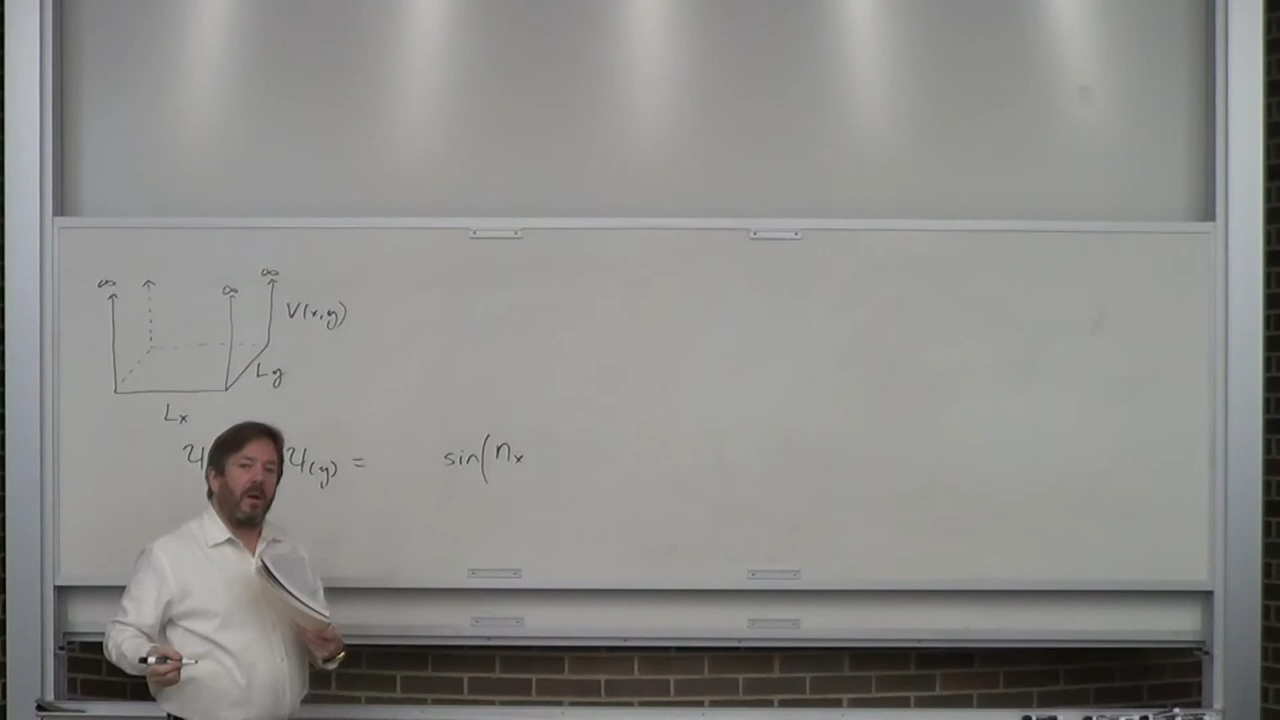 ∞ ∞ ∞
V(x,y)
Ly
Lx
ψ ψ(y) = sin(nx